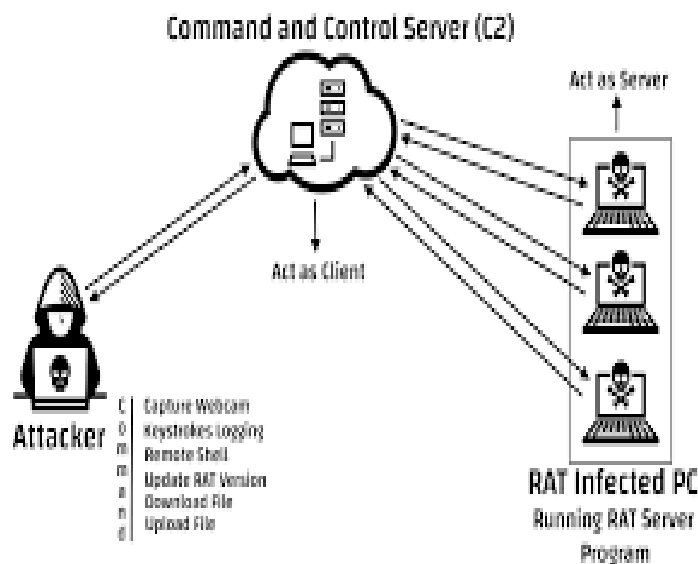 Command and Control Server (C2)
Act as Server
Act as Client
Attacker
Command
Capture Webcam
Keystrokes Logging
Remote Shell
Update RAT Version
Download File
Upload File
RAT Infected PC
Running RAT Server
Program